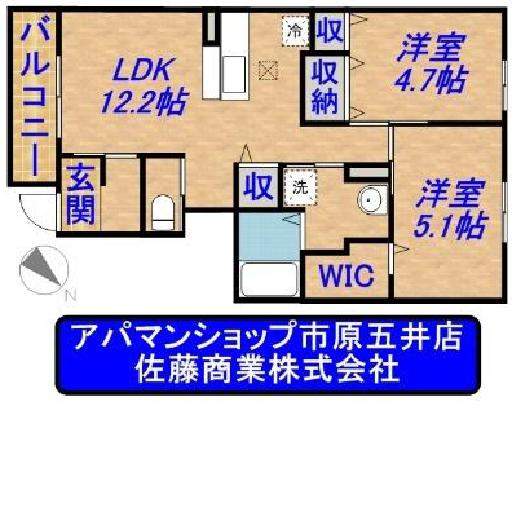 バルコニー
LDK
12.2帖
冷
収
収納
洋室
4.7帖
玄関
収
洗
洋室
5.1帖
WIC
N
アパマンショップ市原五井店
佐藤商業株式会社